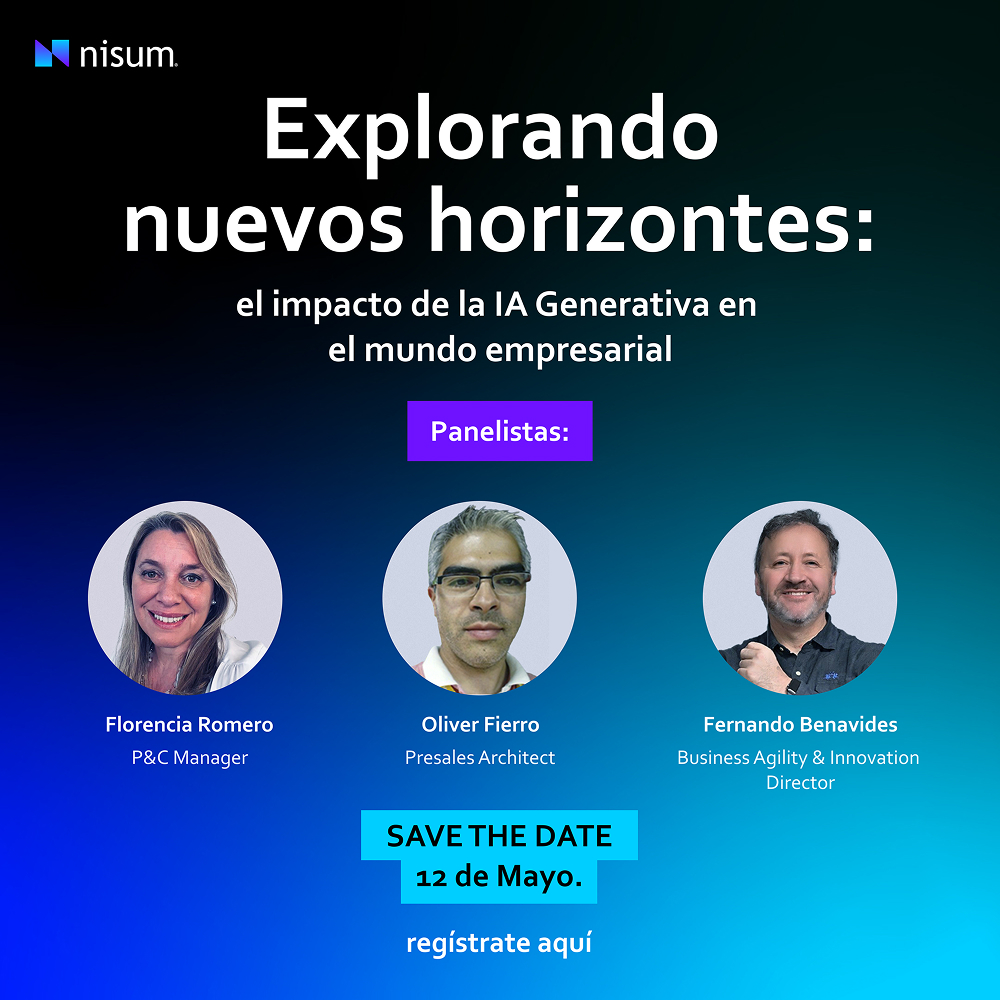 nisum.
Explorando
nuevos horizontes:
el impacto de la IA Generativa en
el mundo empresarial
Panelistas:
Florencia Romero
P&C Manager
Oliver Fierro
Presales Architect
Fernando Benavides
Business Agility & Innovation
Director
SAVE THE DATE
12 de Mayo.
regístrate aquí